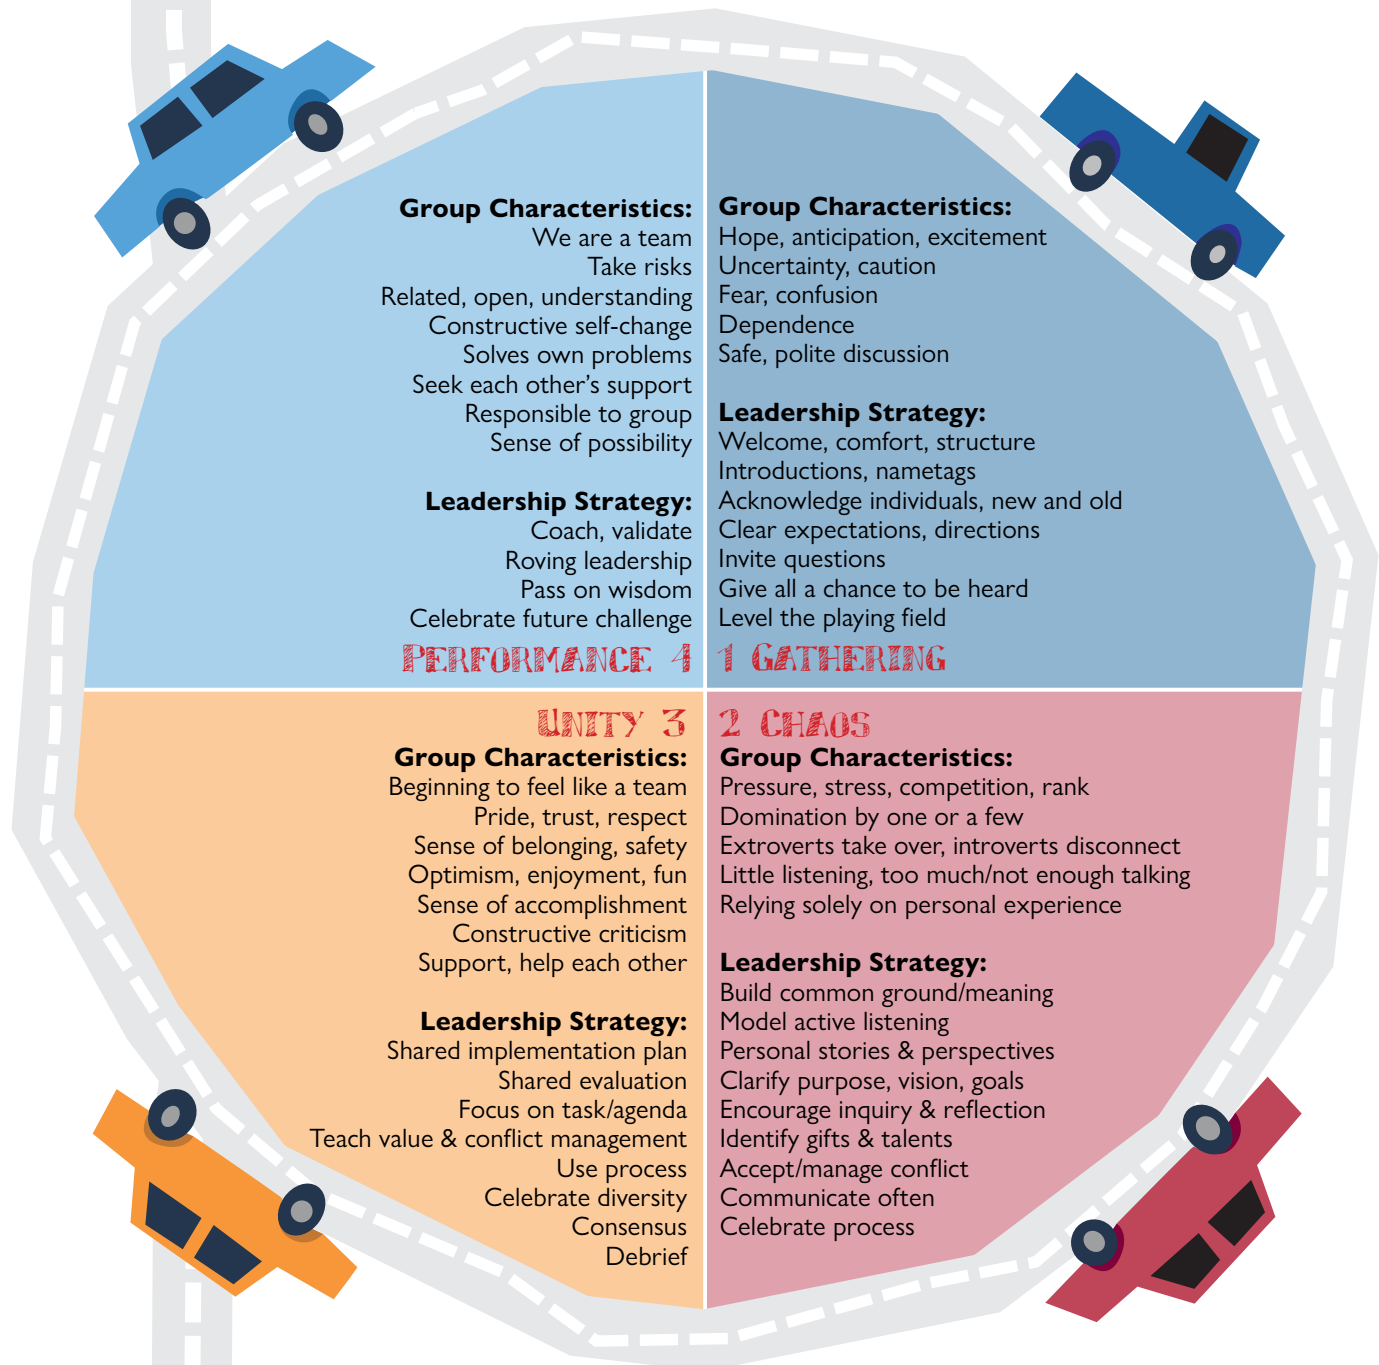 Group Characteristics:
We are a team
Take risks
Related, open, understanding
Constructive self-change
Solves own problems
Seek each other’s support
Responsible to group
Sense of possibility
Leadership Strategy:
Coach, validate
Roving leadership
Pass on wisdom
Celebrate future challenge
PERFORMANCE 4
Group Characteristics:
Hope, anticipation, excitement
Uncertainty, caution
Fear, confusion
Dependence
Safe, polite discussion
Leadership Strategy:
Welcome, comfort, structure
Introductions, nametags
Acknowledge individuals, new and old
Clear expectations, directions
Invite questions
Give all a chance to be heard
Level the playing field
1 GATHERING
UNITY 3
Group Characteristics:
Beginning to feel like a team
Pride, trust, respect
Sense of belonging, safety
Optimism, enjoyment, fun
Sense of accomplishment
Constructive criticism
Support, help each other
Leadership Strategy:
Shared implementation plan
Shared evaluation
Focus on task/agenda
Teach value & conflict management
Use process
Celebrate diversity
Consensus
Debrief
2 CHAOS
Group Characteristics:
Pressure, stress, competition, rank
Domination by one or a few
Extroverts take over, introverts disconnect
Little listening, too much/not enough talking
Relying solely on personal experience
Leadership Strategy:
Build common ground/meaning
Model active listening
Personal stories & perspectives
Clarify purpose, vision, goals
Encourage inquiry & reflection
Identify gifts & talents
Accept/manage conflict
Communicate often
Celebrate process